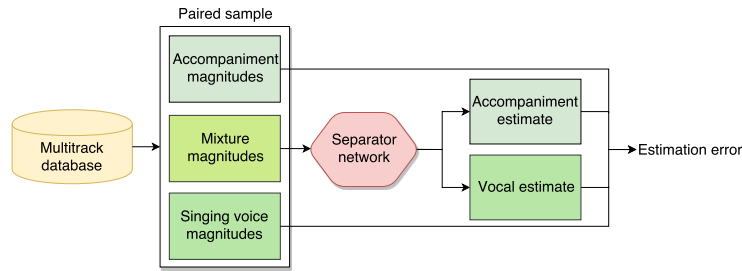 Paired sample
Accompaniment
magnitudes
Multitrack
database
Mixture
magnitudes
Singing voice
magnitudes
Separator
network
Accompaniment
estimate
Vocal estimate
Estimation error